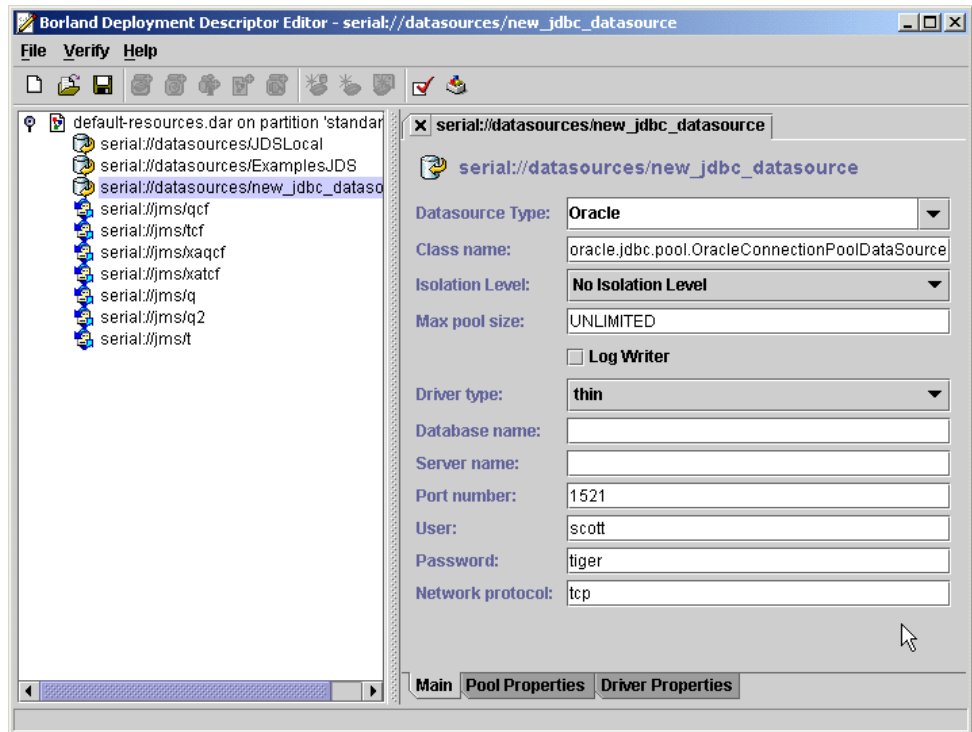 Borland Deployment Descriptor Editor - serial://datasources/new_jdbc_datasource
File Verify Help
default-resources.dar on partition 'standar
serial://datasources/JDSLocal
serial://datasources/ExamplesJDS
serial://datasources/new_jdbc_dataso
serial://jms/qcf
serial://jms/tcf
serial://jms/xaqcf
serial://jms/xatcf
serial://jms/q
serial://jms/q2
serial://jms/t
serial://datasources/new_jdbc_datasource
serial://datasources/new_jdbc_datasource
Datasource Type: Oracle
Class name: oracle.jdbc.pool.OracleConnectionPoolDataSource
Isolation Level: No Isolation Level
Max pool size: UNLIMITED
Log Writer
Driver type: thin
Database name:
Server name:
Port number: 1521
User: scott
Password: tiger
Network protocol: tcp
Main Pool Properties Driver Properties